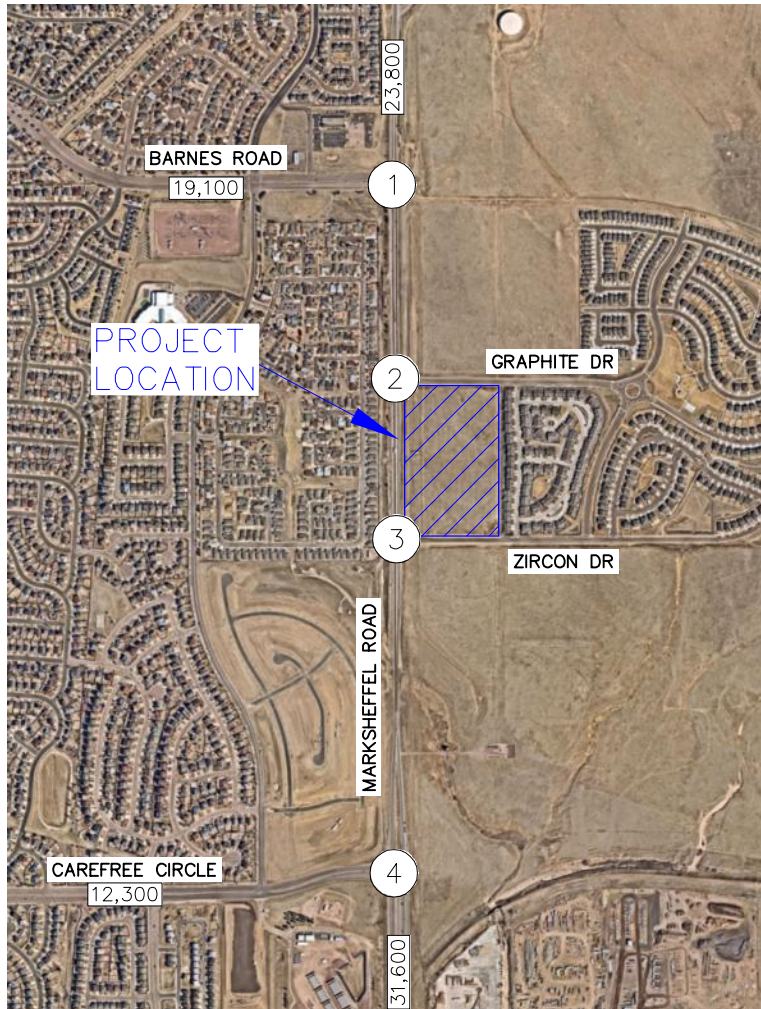 23,800
BARNES ROAD
19,100
1
PROJECT
LOCATION
2
GRAPHITE DR
3
ZIRCON DR
MARKSHEFFEL ROAD
CAREFREE CIRCLE
12,300
4
31,600